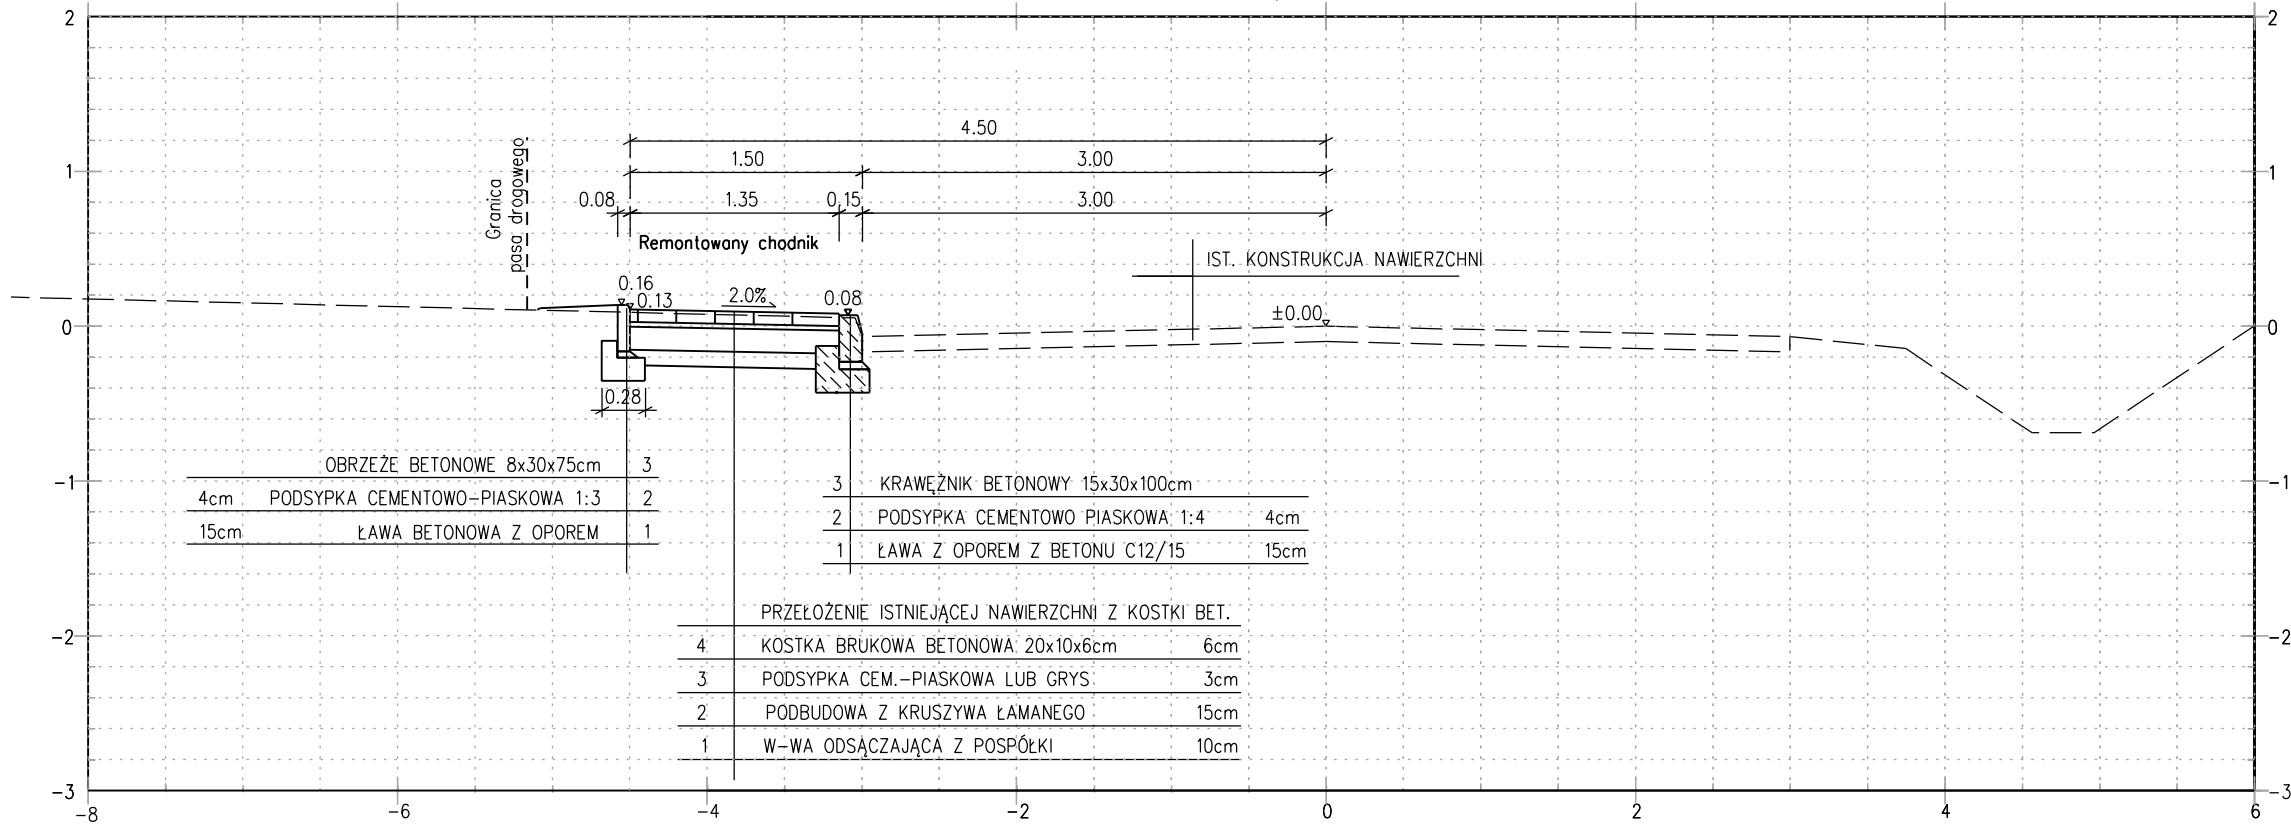 2
2
4.50
1
1.50
3.00
1
0.08
1.35
0.15
3.00
Granica
pasa drogowego
Remontowany chodnik
IST. KONSTRUKCJA NAWIERZCHNI
0.16
0.13
2.0%
0.08
±0.00
0
0
0.28
OBRZEŻE BETONOWE 8x30x75cm 3
4cm PODSYPKA CEMENTOWO-PIASKOWA 1:3 2
15cm ŁAWA BETONOWA Z OPOREM 1
-1
-1
3 KRAWĘŻNIK BETONOWY 15x30x100cm
2 PODSYPKA CEMENTOWO PIASKOWA 1:4 4cm
1 ŁAWA Z OPOREM Z BETONU C12/15 15cm
PRZEŁOŻENIE ISTNIEJĄCEJ NAWIERZCHNI Z KOSTKI BET.
-2
-2
4 KOSTKA BRUKOWA BETONOWA 20x10x6cm 6cm
3 PODSYPKA CEM.-PIASKOWA LUB GRYS 3cm
2 PODBUDOWA Z KRUSZYWA ŁAMANEGO 15cm
1 W-WA ODSĄCZAJĄCA Z POSPÓŁKI 10cm
-3
-3
-8 -6 -4 -2 0 2 4 6